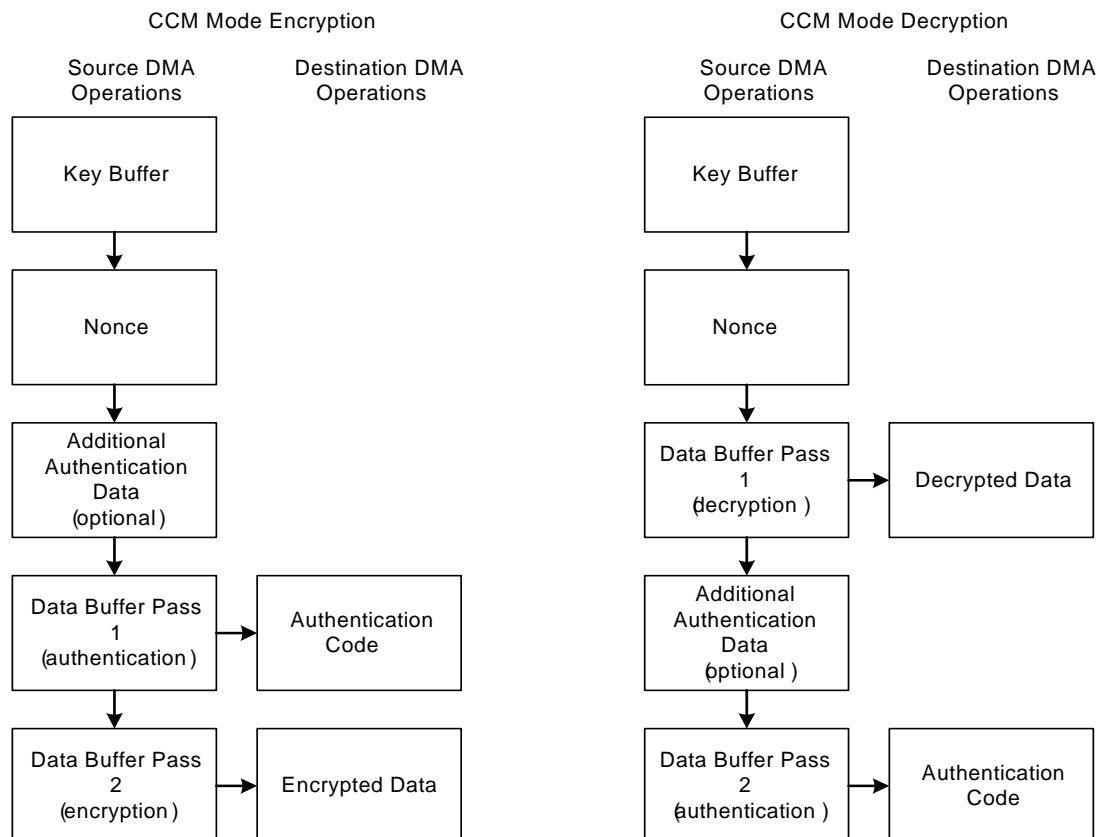 CCM Mode Encryption
Source DMA
Operations
Destination DMA
Operations
Key Buffer
Nonce
Additional
Authentication
Data
(optional)
Data Buffer Pass
1
(authentication)
Authentication
Code
Data Buffer Pass
2
(encryption)
Encrypted Data
CCM Mode Decryption
Source DMA
Operations
Destination DMA
Operations
Key Buffer
Nonce
Data Buffer Pass
1
(decryption)
Decrypted Data
Additional
Authentication
Data
(optional)
Data Buffer Pass
2
(authentication)
Authentication
Code